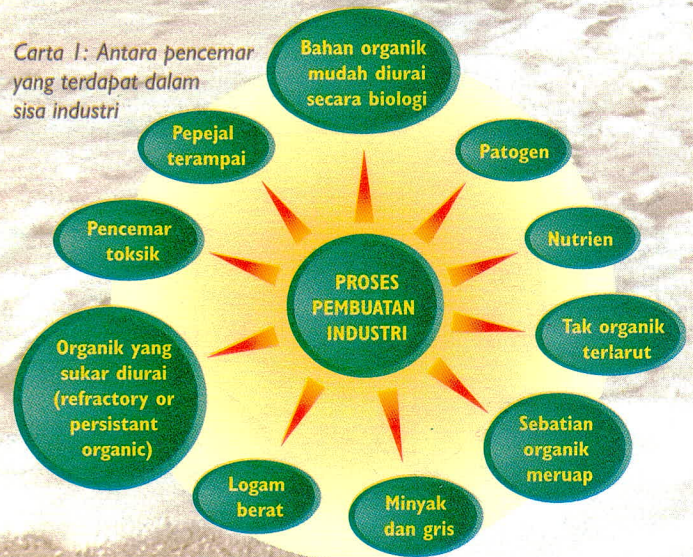 Carta 1: Antara pencemar
yang terdapat dalam
sisa industri
Bahan organik
mudah diurai
secara biologi
Patogen
Nutrien
Tak organik
terlarut
Sebatian
organik
meruap
Minyak
dan gris
Logam
berat
Organik yang
sukar diurai
(refractory or
persistant
organic)
Pencemar
toksik
Pepejal
terampai
PROSES
PEMBUATAN
INDUSTRI